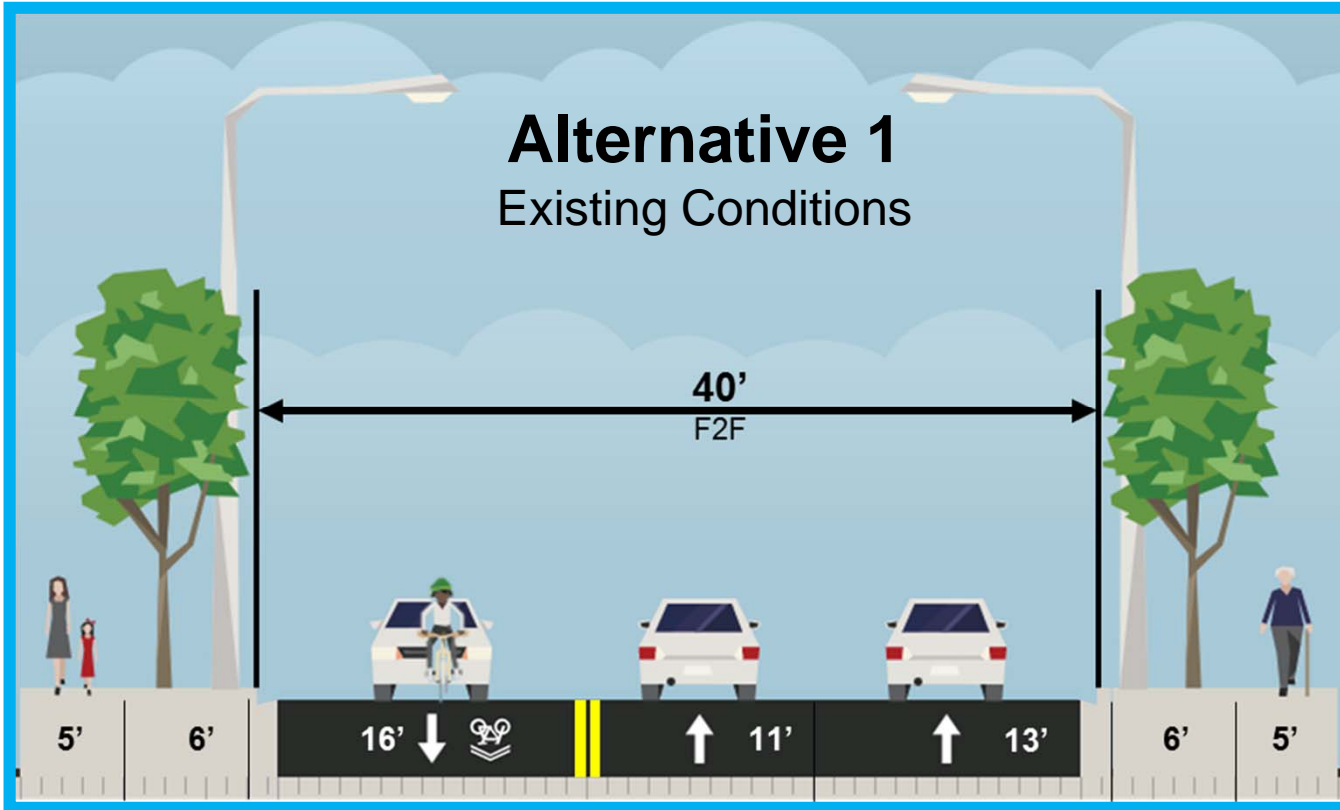 Alternative 1
Existing Conditions
40’
F2F
5’ 6’ 16’ 11’ 13’ 6’ 5’